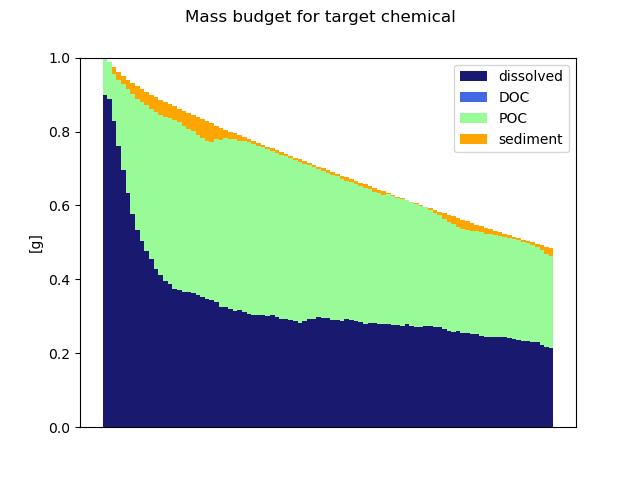 Mass budget for target chemical
1.0
0.8
0.6
0.4
0.2
0.0
[g]
dissolved
DOC
POC
sediment